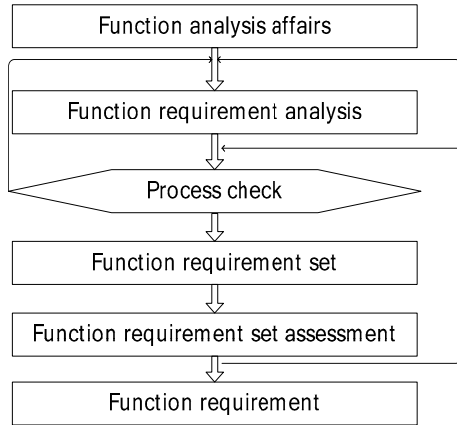 Function analysis affairs
Function requirement analysis
Process check
Function requirement set
Function requirement set assessment
Function requirement